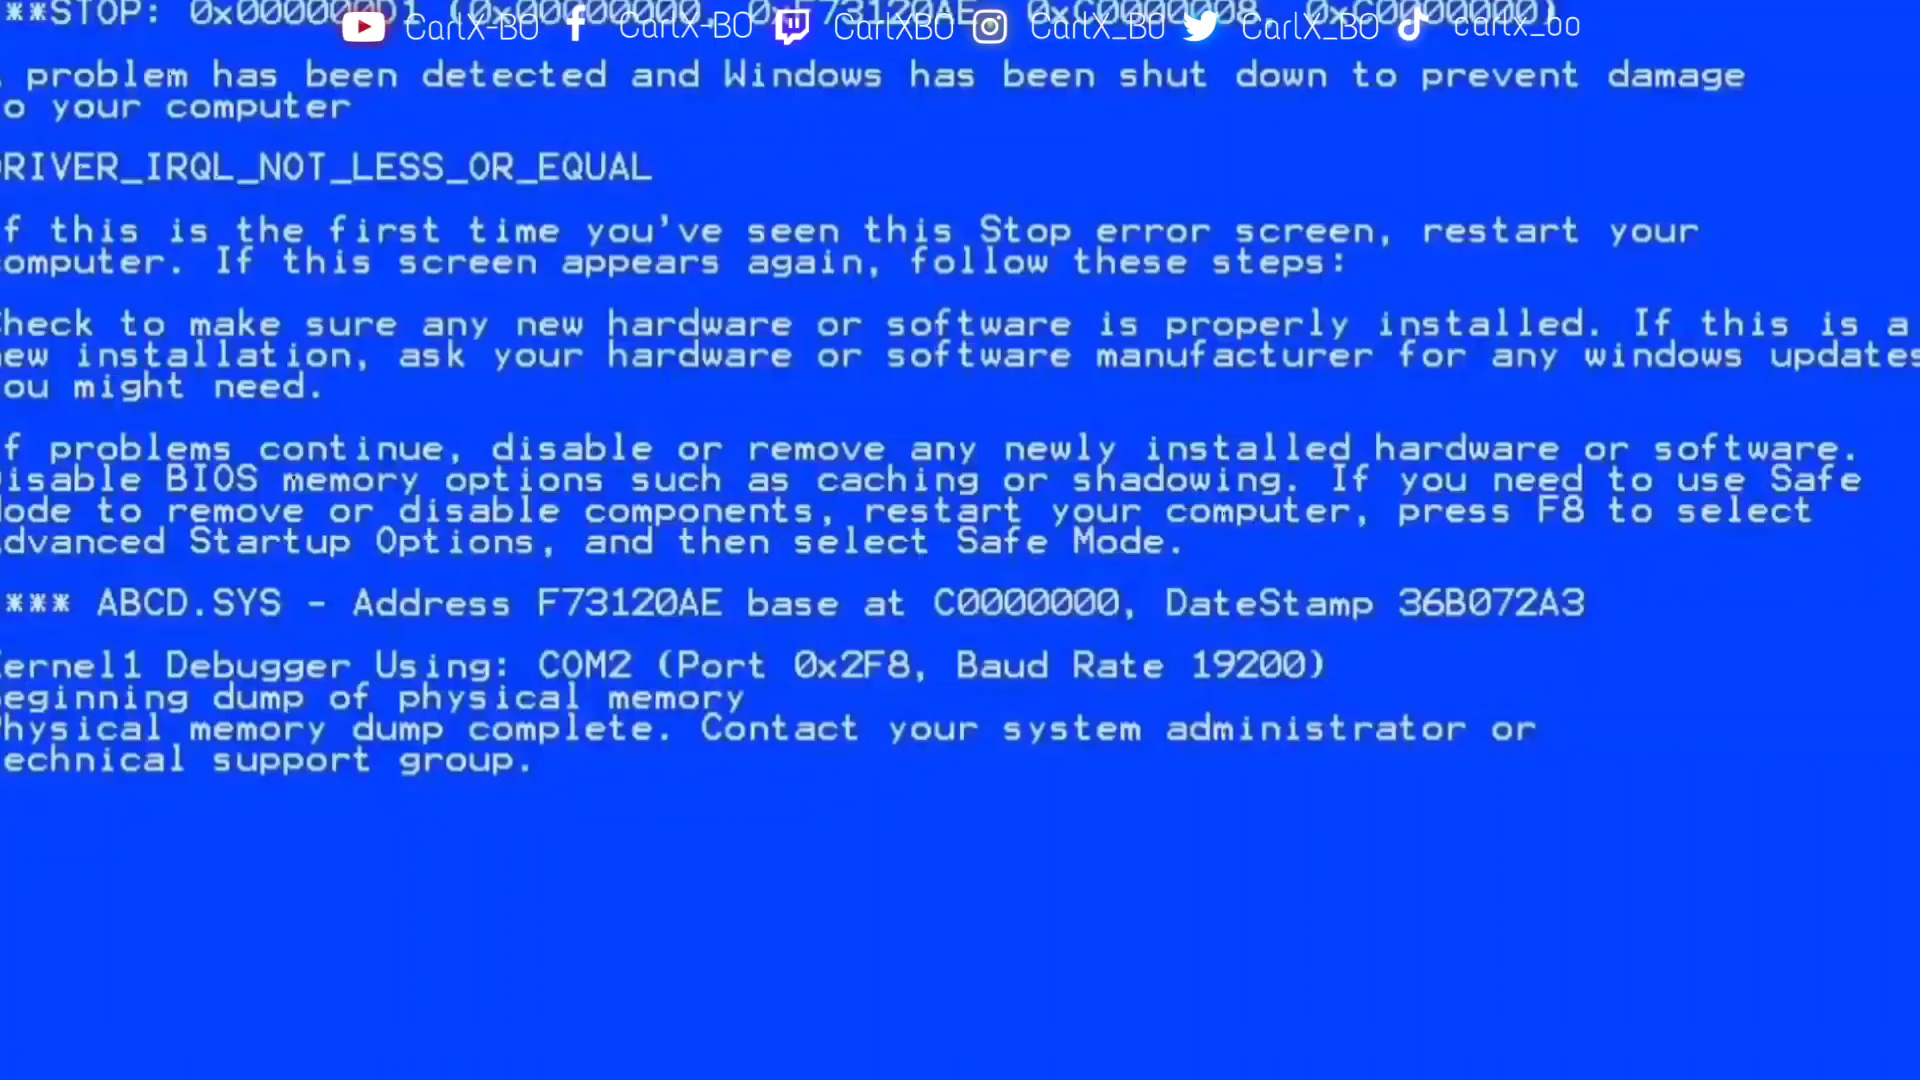 **STOP: 0x000000D1 (0x00000000, 0xF73120AE, 0xC0000008, 0xC0000000)
CarlX-BO CarlX-BO CarlXBO CarlX_BO CarlX_BO carlx_bo
problem has been detected and Windows has been shut down to prevent damage
o your computer
RIVER_IRQL_NOT_LESS_OR_EQUAL
f this is the first time you've seen this Stop error screen, restart your
omputer. If this screen appears again, follow these steps:
heck to make sure any new hardware or software is properly installed. If this is a
ew installation, ask your hardware or software manufacturer for any windows updates
ou might need.
f problems continue, disable or remove any newly installed hardware or software.
isable BIOS memory options such as caching or shadowing. If you need to use Safe
ode to remove or disable components, restart your computer, press F8 to select
dvanced Startup Options, and then select Safe Mode.
*** ABCD.SYS - Address F73120AE base at C0000000, DateStamp 36B072A3
ernel1 Debugger Using: COM2 (Port 0x2F8, Baud Rate 19200)
eginning dump of physical memory
hysical memory dump complete. Contact your system administrator or
echnical support group.